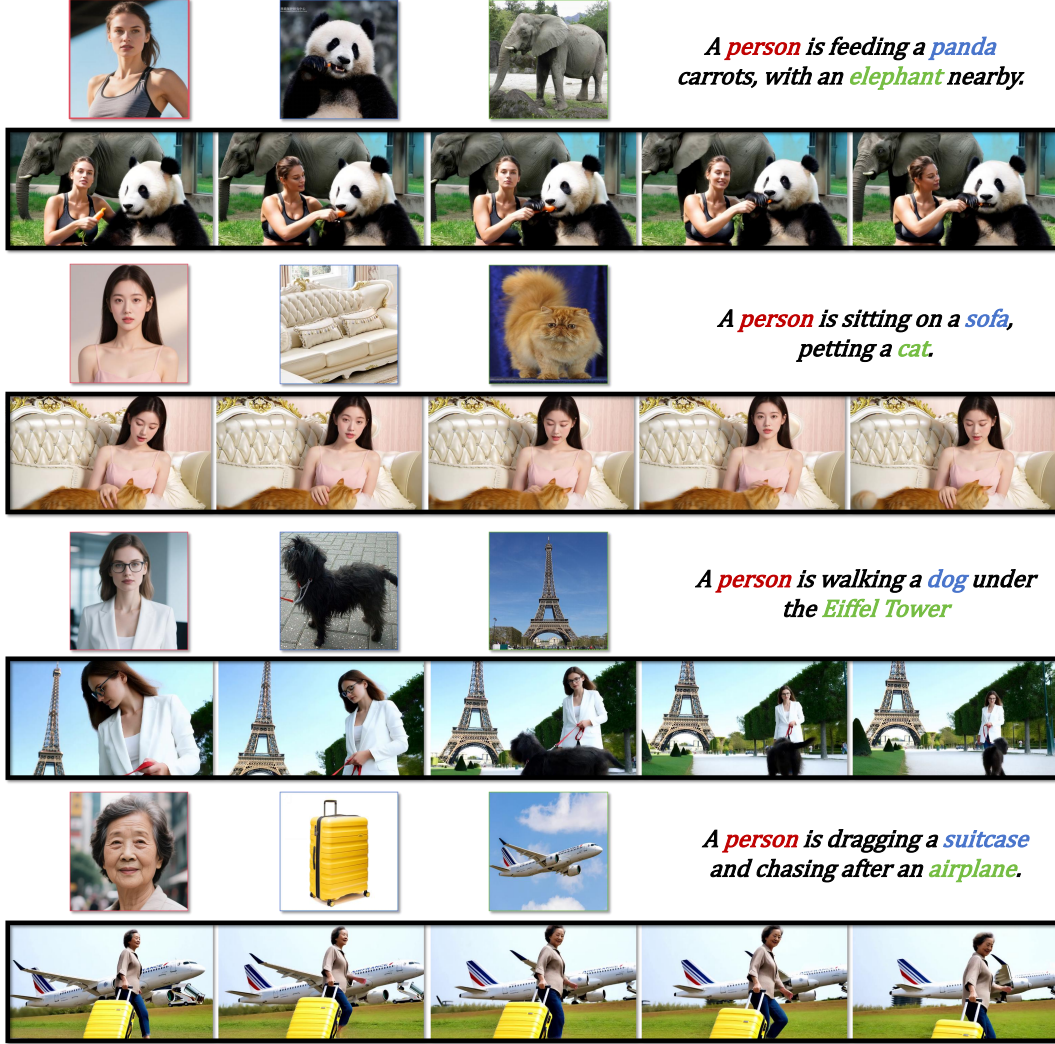 A person is feeding a panda
carrots, with an elephant nearby.
A person is sitting on a sofa,
petting a cat.
A person is walking a dog under
the Eiffel Tower
A person is dragging a suitcase
and chasing after an airplane.